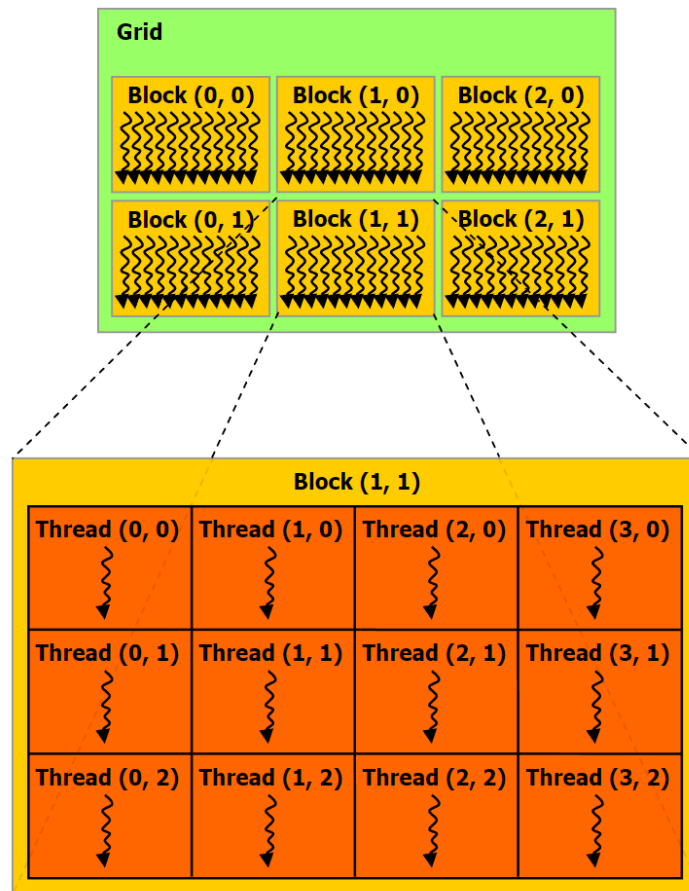 Grid
Block (0, 0) Block (1, 0) Block (2, 0)
Block (0, 1) Block (1, 1) Block (2, 1)
Block (1, 1)
Thread (0, 0) Thread (1, 0) Thread (2, 0) Thread (3, 0)
Thread (0, 1) Thread (1, 1) Thread (2, 1) Thread (3, 1)
Thread (0, 2) Thread (1, 2) Thread (2, 2) Thread (3, 2)